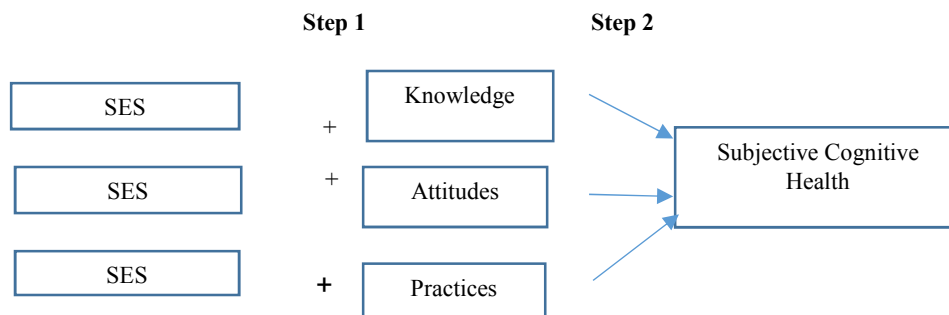 Step 1 Step 2
SES + Knowledge
SES + Attitudes
SES + Practices
Subjective Cognitive
Health